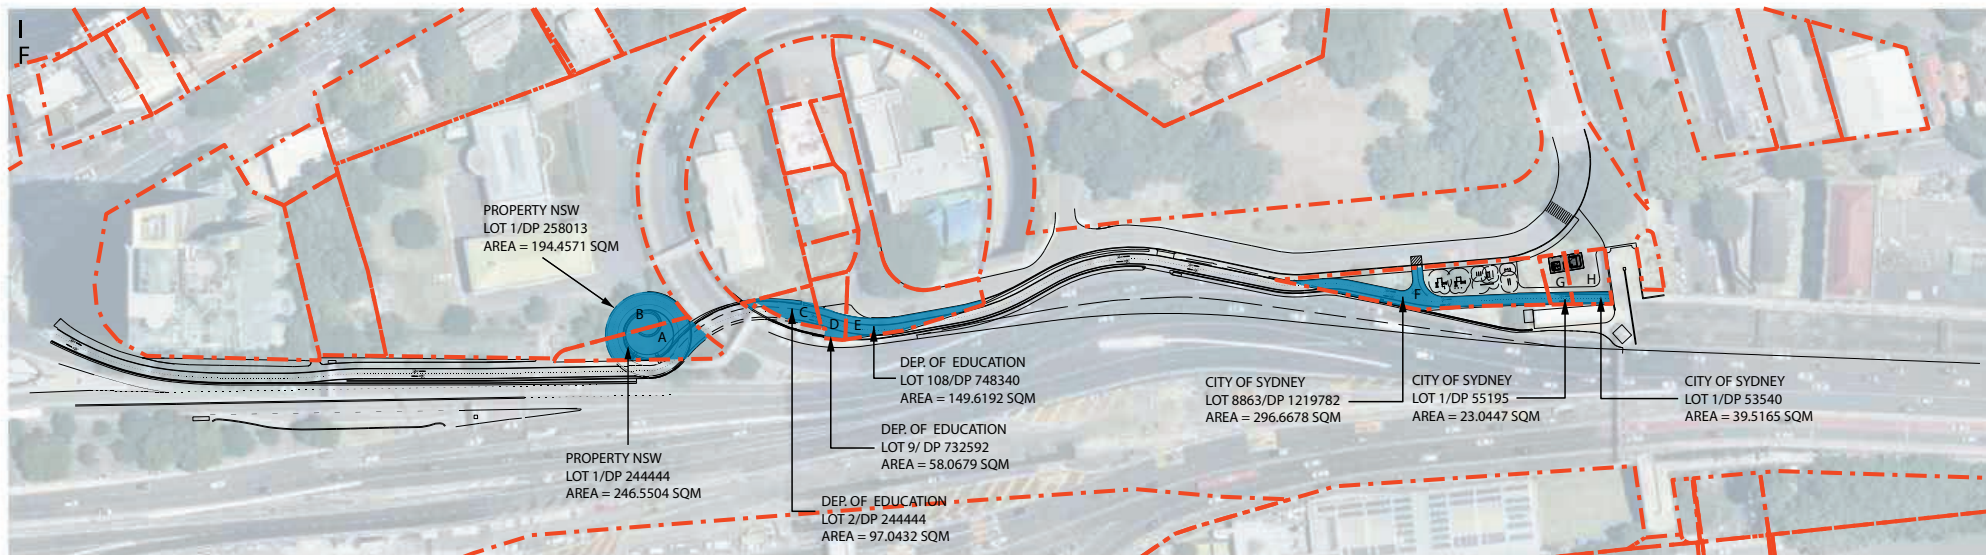 I
F
PROPERTY NSW
LOT 1/DP 258013
AREA = 194.4571 SQM
B
A
C
D
E
F
G
H
DEP. OF EDUCATION
LOT 108/DP 748340
AREA = 149.6192 SQM
CITY OF SYDNEY
LOT 8863/DP 1219782
AREA = 296.6678 SQM
CITY OF SYDNEY
LOT 1/DP 55195
AREA = 23.0447 SQM
CITY OF SYDNEY
LOT 1/DP 53540
AREA = 39.5165 SQM
DEP. OF EDUCATION
LOT 9/ DP 732592
AREA = 58.0679 SQM
PROPERTY NSW
LOT 1/DP 244444
AREA = 246.5504 SQM
DEP. OF EDUCATION
LOT 2/DP 244444
AREA = 97.0432 SQM